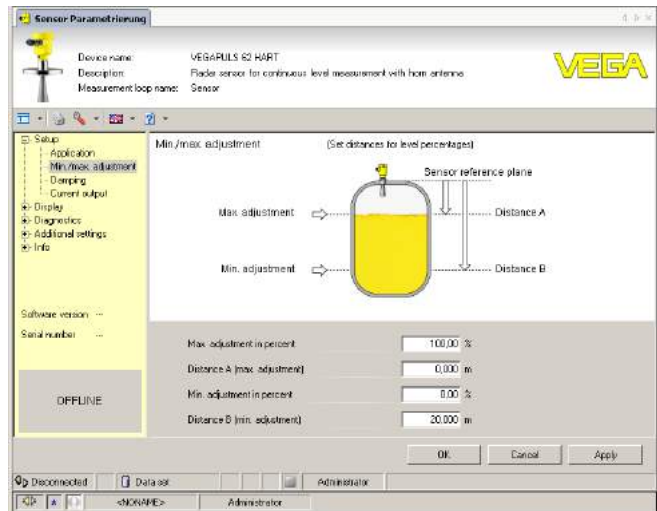 Sensor Parametrierung
Device name: VEGAPULS 62 HART
Description: Radar sensor for continuous level measurement with horn antenna
Measurement loop name: Sensor
VEGA
Setup
Application
Min./max. adjustment
Damping
Current output
Display
Diagnostics
Additional settings
Info
Software version ---
Serial number ---
OFFLINE
Min./max. adjustment (Set distances for level percentages)
Sensor reference plane
Max. adjustment Distance A
Min. adjustment Distance B
Max. adjustment in percent 100,00 %
Distance A (max. adjustment) 0,000 m
Min. adjustment in percent 0,00 %
Distance B (min. adjustment) 20,000 m
OK Cancel Apply
Disconnected Data set Administrator
<NONAME> Administrator